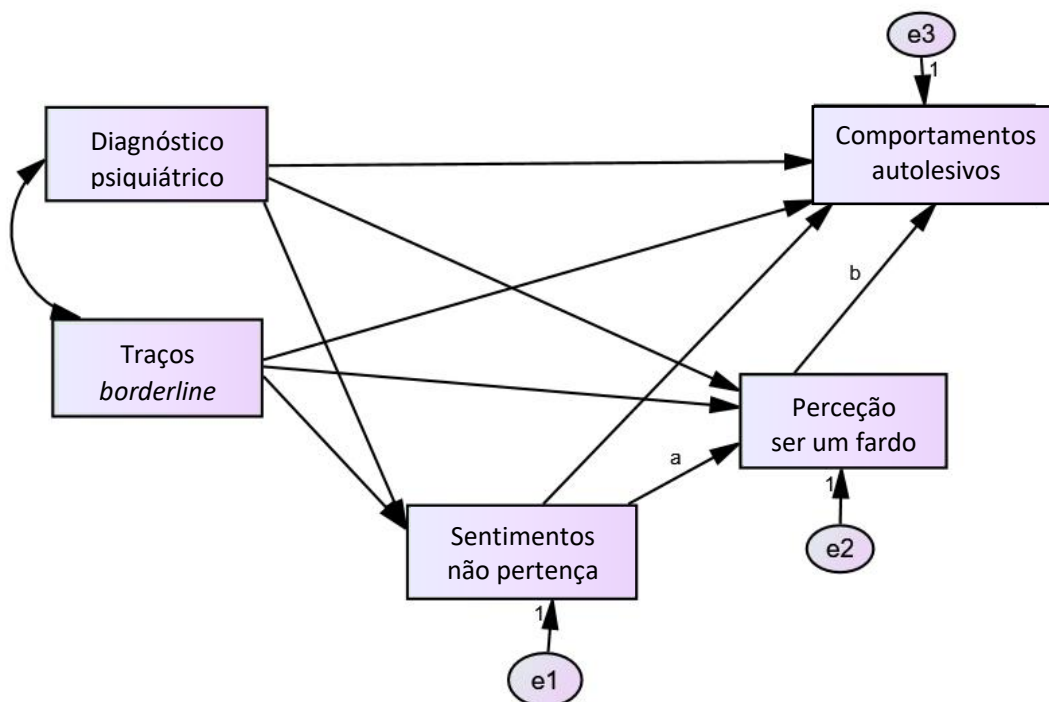 e3
1
Diagnóstico
psiquiátrico
Comportamentos
autolesivos
b
Traços
borderline
Perceção
ser um fardo
a
1
Sentimentos
não pertença
e2
1
e1